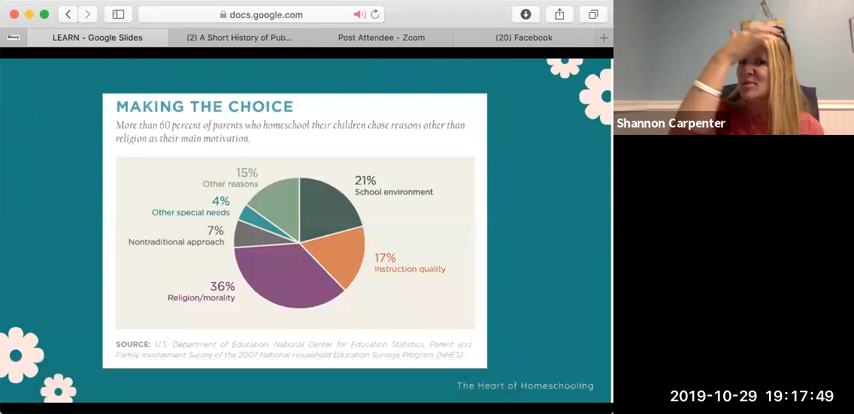 docs.google.com
LEARN - Google Slides
(2) A Short History of Pub...
Post Attendee - Zoom
(20) Facebook
MAKING THE CHOICE
More than 60 percent of parents who homeschool their children chose reasons other than
religion as their main motivation.
15%
Other reasons
21%
School environment
4%
Other special needs
7%
Nontraditional approach
17%
Instruction quality
36%
Religion/morality
SOURCE: U.S. Department of Education, National Center for Education Statistics, Parent and
Family Involvement Survey of the 2007 National Household Education Surveys Program (NHES).
The Heart of Homeschooling
Shannon Carpenter
2019-10-29 19:17:49